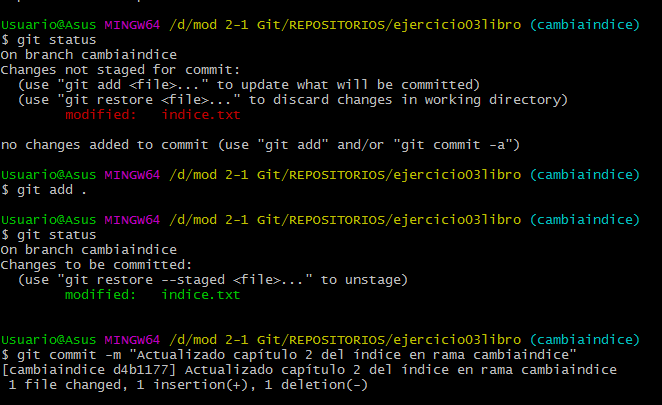 Usuario@Asus MINGW64 /d/mod 2-1 Git/REPOSITORIOS/ejercicio03libro (cambiaindice)
$ git status
On branch cambiaindice
Changes not staged for commit:
  (use "git add <file>..." to update what will be committed)
  (use "git restore <file>..." to discard changes in working directory)
        modified:   indice.txt

no changes added to commit (use "git add" and/or "git commit -a")

Usuario@Asus MINGW64 /d/mod 2-1 Git/REPOSITORIOS/ejercicio03libro (cambiaindice)
$ git add .

Usuario@Asus MINGW64 /d/mod 2-1 Git/REPOSITORIOS/ejercicio03libro (cambiaindice)
$ git status
On branch cambiaindice
Changes to be committed:
  (use "git restore --staged <file>..." to unstage)
        modified:   indice.txt

Usuario@Asus MINGW64 /d/mod 2-1 Git/REPOSITORIOS/ejercicio03libro (cambiaindice)
$ git commit -m "Actualizado capítulo 2 del índice en rama cambiaindice"
[cambiaindice d4b1177] Actualizado capítulo 2 del índice en rama cambiaindice
 1 file changed, 1 insertion(+), 1 deletion(-)